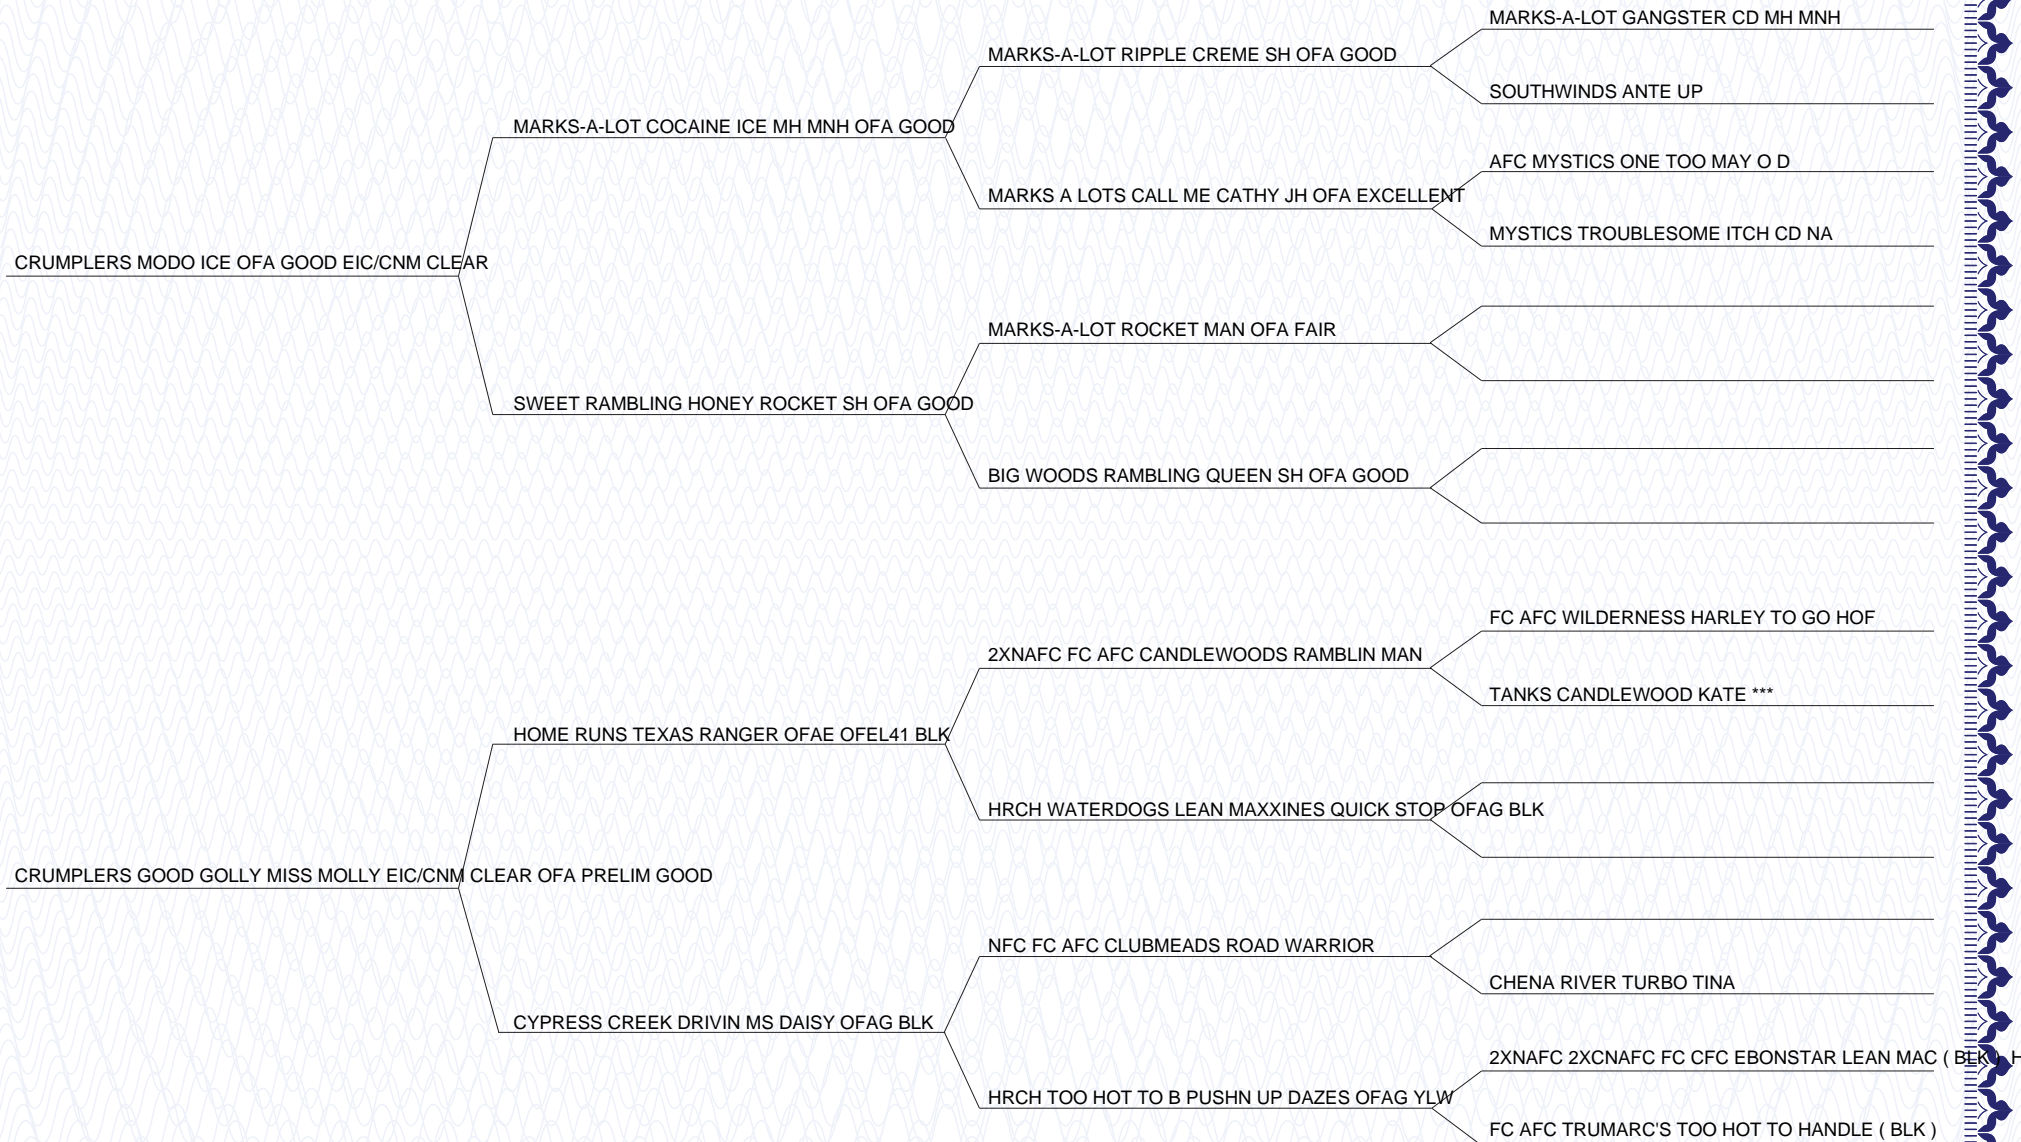 MARKS-A-LOT GANGSTER CD MH MNH
MARKS-A-LOT RIPPLE CREME SH OFA GOOD
SOUTHWINDS ANTE UP
MARKS-A-LOT COCAINE ICE MH MNH OFA GOOD
AFC MYSTICS ONE TOO MAY O D
MARKS A LOTS CALL ME CATHY JH OFA EXCELLENT
MYSTICS TROUBLESOME ITCH CD NA
CRUMPLERS MODO ICE OFA GOOD EIC/CNM CLEAR
MARKS-A-LOT ROCKET MAN OFA FAIR
SWEET RAMBLING HONEY ROCKET SH OFA GOOD
BIG WOODS RAMBLING QUEEN SH OFA GOOD
FC AFC WILDERNESS HARLEY TO GO HOF
2XNAFC FC AFC CANDLEWOODS RAMBLIN MAN
TANKS CANDLEWOOD KATE ***
HOME RUNS TEXAS RANGER OFAE OFEL41 BLK
HRCH WATERDOGS LEAN MAXXINES QUICK STOP OFAG BLK
CRUMPLERS GOOD GOLLY MISS MOLLY EIC/CNM CLEAR OFA PRELIM GOOD
NFC FC AFC CLUBMEADS ROAD WARRIOR
CHENA RIVER TURBO TINA
CYPRESS CREEK DRIVIN MS DAISY OFAG BLK
2XNAFC 2XCNAFC FC CFC EBONSTAR LEAN MAC ( BLK )
HRCH TOO HOT TO B PUSHN UP DAZES OFAG YLW
FC AFC TRUMARC'S TOO HOT TO HANDLE ( BLK )